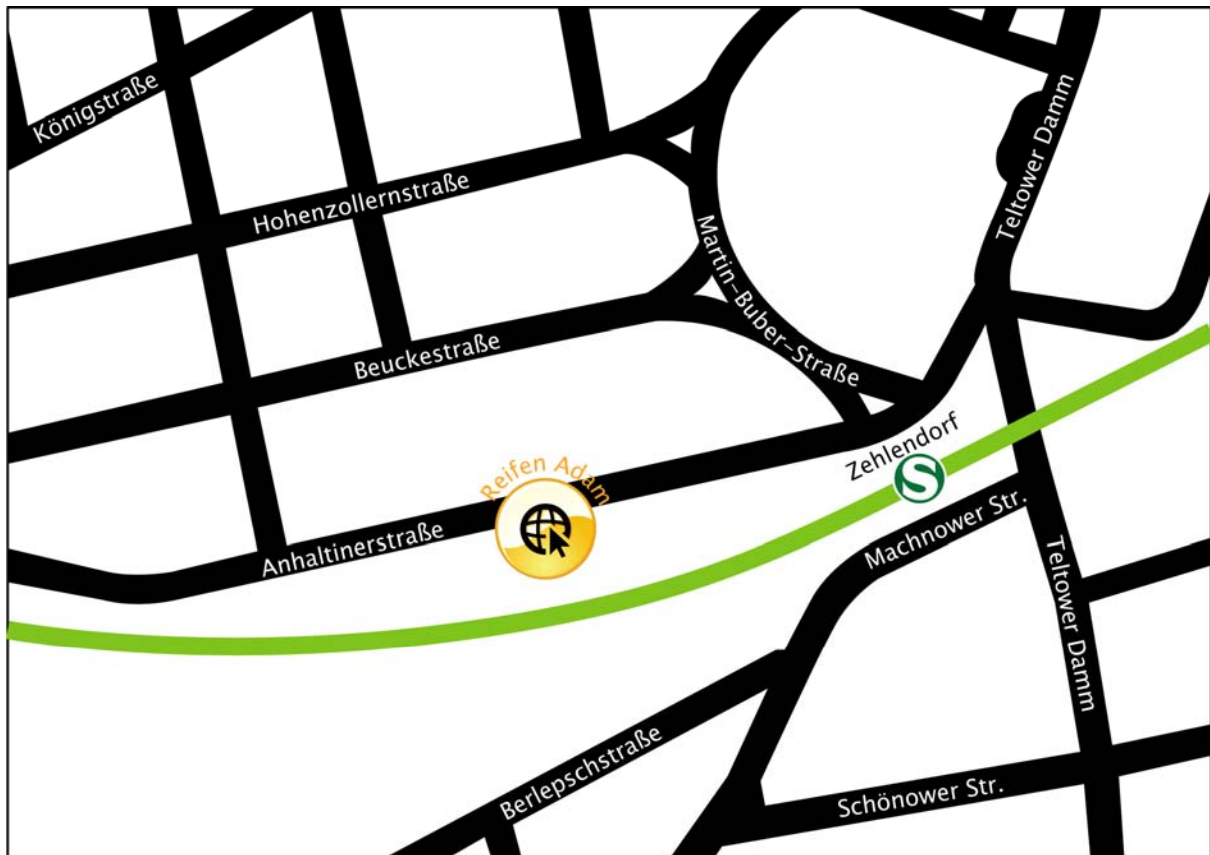 Königstraße
Hohenzollernstraße
Teltower Damm
Martin-Buber-Straße
Beuckestraße
Zehlendorf
S
Reifen Adam
Anhaltinerstraße
Machnower Str.
Teltower Damm
Berlepschstraße
Schönower Str.